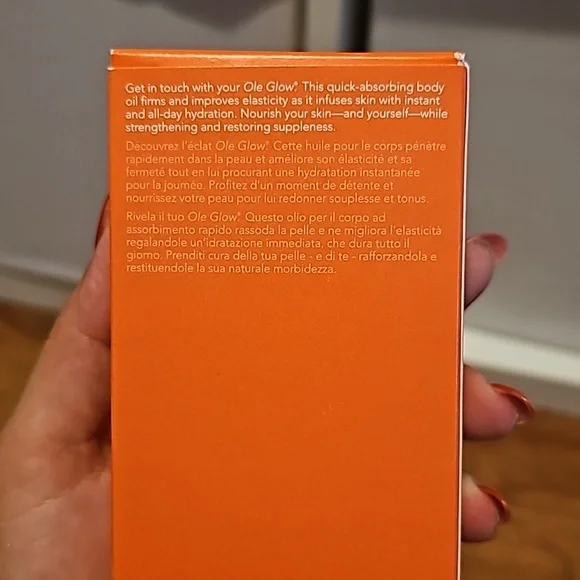 Get in touch with your Ole Glow.® This quick-absorbing body
oil firms and improves elasticity as it infuses skin with instant
and all-day hydration. Nourish your skin—and yourself—while
strengthening and restoring suppleness.
Découvrez l'éclat Ole Glow.® Cette huile pour le corps pénètre
rapidement dans la peau et améliore son élasticité et sa
fermeté tout en lui procurant une hydratation instantanée
pour la journée. Profitez d'un moment de détente et
nourrissez votre peau pour lui redonner souplesse et tonus.
Rivela il tuo Ole Glow.® Questo olio per il corpo ad
assorbimento rapido rassoda la pelle e ne migliora l'elasticità
regalandole un'idratazione immediata, che dura tutto il
giorno. Prenditi cura della tua pelle - e di te - rafforzandola e
restituendole la sua naturale morbidezza.